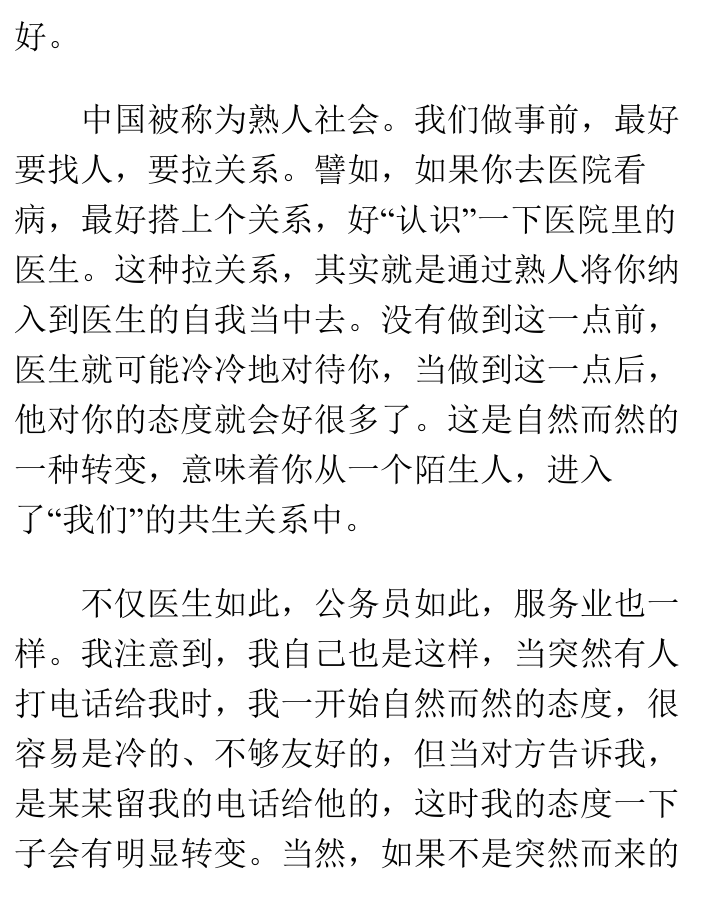 好。
中国被称为熟人社会。我们做事前，最好
要找人，要拉关系。譬如，如果你去医院看
病，最好搭上个关系，好“认识”一下医院里的
医生。这种拉关系，其实就是通过熟人将你纳
入到医生的自我当中去。没有做到这一点前，
医生就可能冷冷地对待你，当做到这一点后，
他对你的态度就会好很多了。这是自然而然的
一种转变，意味着你从一个陌生人，进入
了“我们”的共生关系中。
不仅医生如此，公务员如此，服务业也一
样。我注意到，我自己也是这样，当突然有人
打电话给我时，我一开始自然而然的态度，很
容易是冷的、不够友好的，但当对方告诉我，
是某某留我的电话给他的，这时我的态度一下
子会有明显转变。当然，如果不是突然而来的